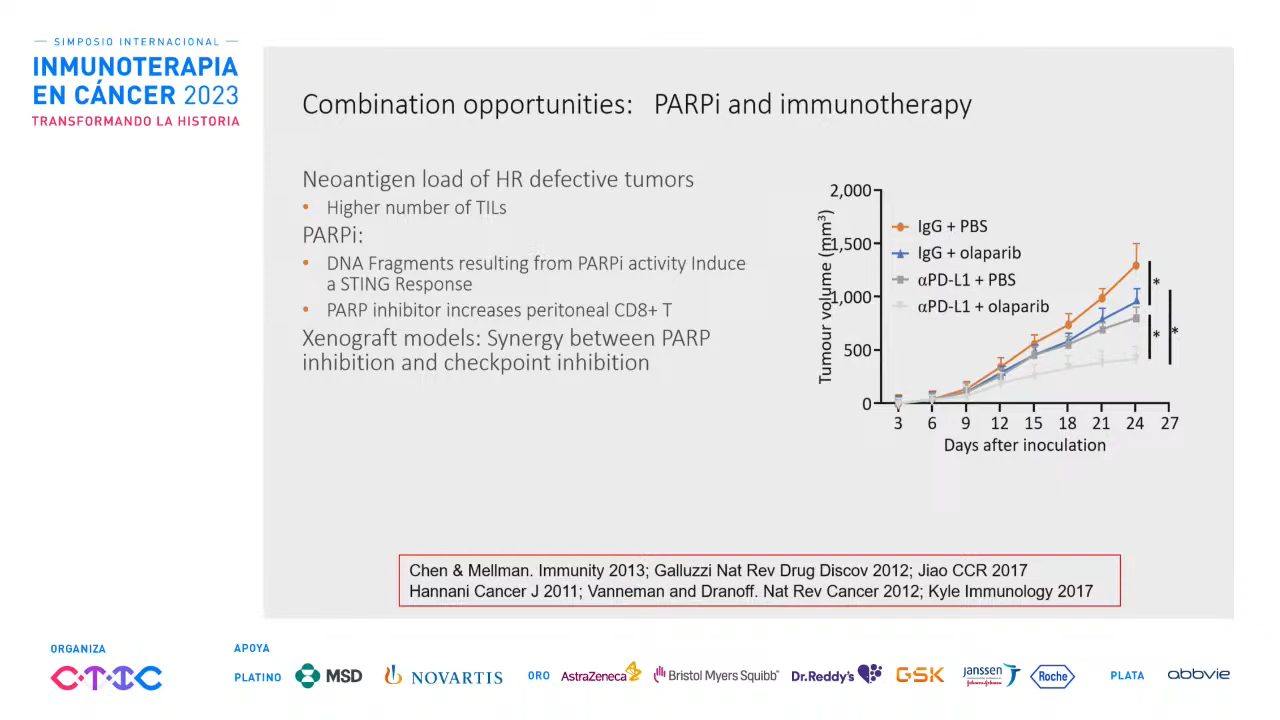 SIMPOSIO INTERNACIONAL
INMUNOTERAPIA
EN CÁNCER 2023
TRANSFORMANDO LA HISTORIA
Combination opportunities: PARPi and immunotherapy
Neoantigen load of HR defective tumors
• Higher number of TILs
PARPi:
• DNA Fragments resulting from PARPi activity Induce
a STING Response
• PARP inhibitor increases peritoneal CD8+ T
Xenograft models: Synergy between PARP
inhibition and checkpoint inhibition
Tumour volume (mm³)
2,000
1,500
1,000
500
0
IgG + PBS
IgG + olaparib
αPD-L1 + PBS
αPD-L1 + olaparib
*
*
*
3 6 9 12 15 18 21 24 27
Days after inoculation
Chen & Mellman. Immunity 2013; Galluzzi Nat Rev Drug Discov 2012; Jiao CCR 2017
Hannani Cancer J 2011; Vanneman and Dranoff. Nat Rev Cancer 2012; Kyle Immunology 2017
ORGANIZA
CTIC
APOYA
PLATINO
MSD
NOVARTIS
ORO
AstraZeneca
Bristol Myers Squibb™
Dr.Reddy's
GSK
Janssen
Johnson&Johnson
Roche
PLATA
abbvie